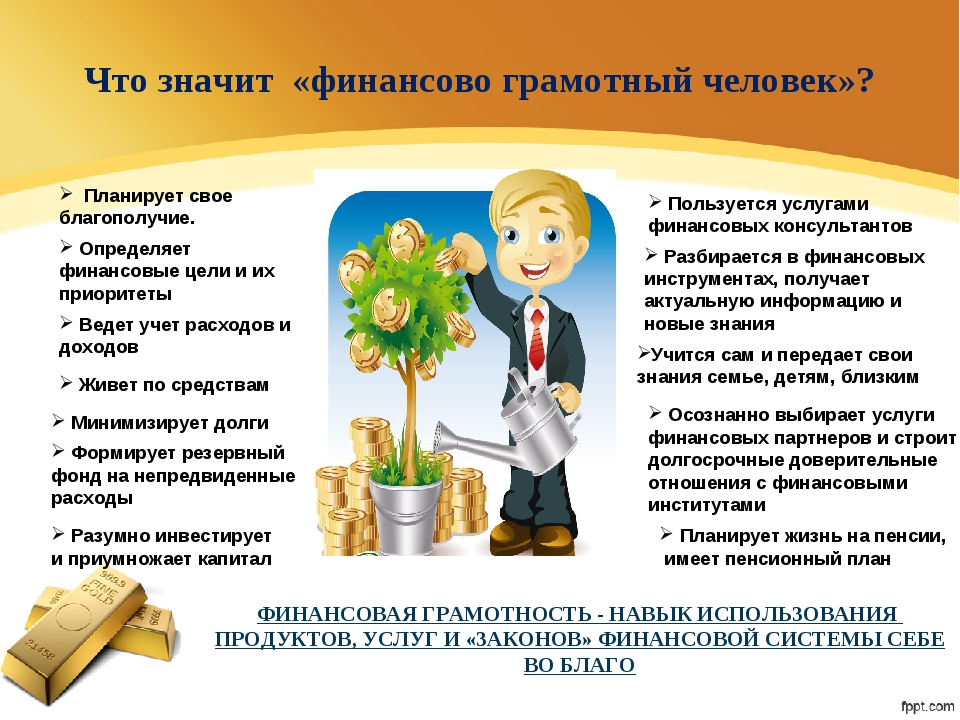 Что значит «финансово грамотный человек»?
➢ Планирует свое
благополучие.
➢ Определяет
финансовые цели и их
приоритеты
➢ Ведет учет расходов и
доходов
➢ Живет по средствам
➢ Минимизирует долги
➢ Формирует резервный
фонд на непредвиденные
расходы
➢ Разумно инвестирует
и приумножает капитал
➢ Пользуется услугами
финансовых консультантов
➢ Разбирается в финансовых
инструментах, получает
актуальную информацию и
новые знания
➢Учится сам и передает свои
знания семье, детям, близким
➢ Осознанно выбирает услуги
финансовых партнеров и строит
долгосрочные доверительные
отношения с финансовыми
институтами
➢ Планирует жизнь на пенсии,
имеет пенсионный план
999.9
FINE
GOLD
ФИНАНСОВАЯ ГРАМОТНОСТЬ - НАВЫК ИСПОЛЬЗОВАНИЯ
ПРОДУКТОВ, УСЛУГ И «ЗАКОНОВ» ФИНАНСОВОЙ СИСТЕМЫ СЕБЕ
ВО БЛАГО
fppt.com